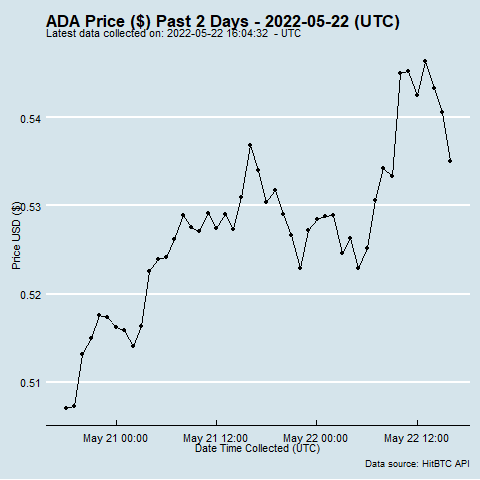 ADA Price ($) Past 2 Days - 2022-05-22 (UTC)
Latest data collected on: 2022-05-22 16:04:32  - UTC
0.54
0.53
Price USD ($)
0.52
0.51
May 21 00:00 May 21 12:00 May 22 00:00 May 22 12:00
Date Time Collected (UTC)
Data source: HitBTC API